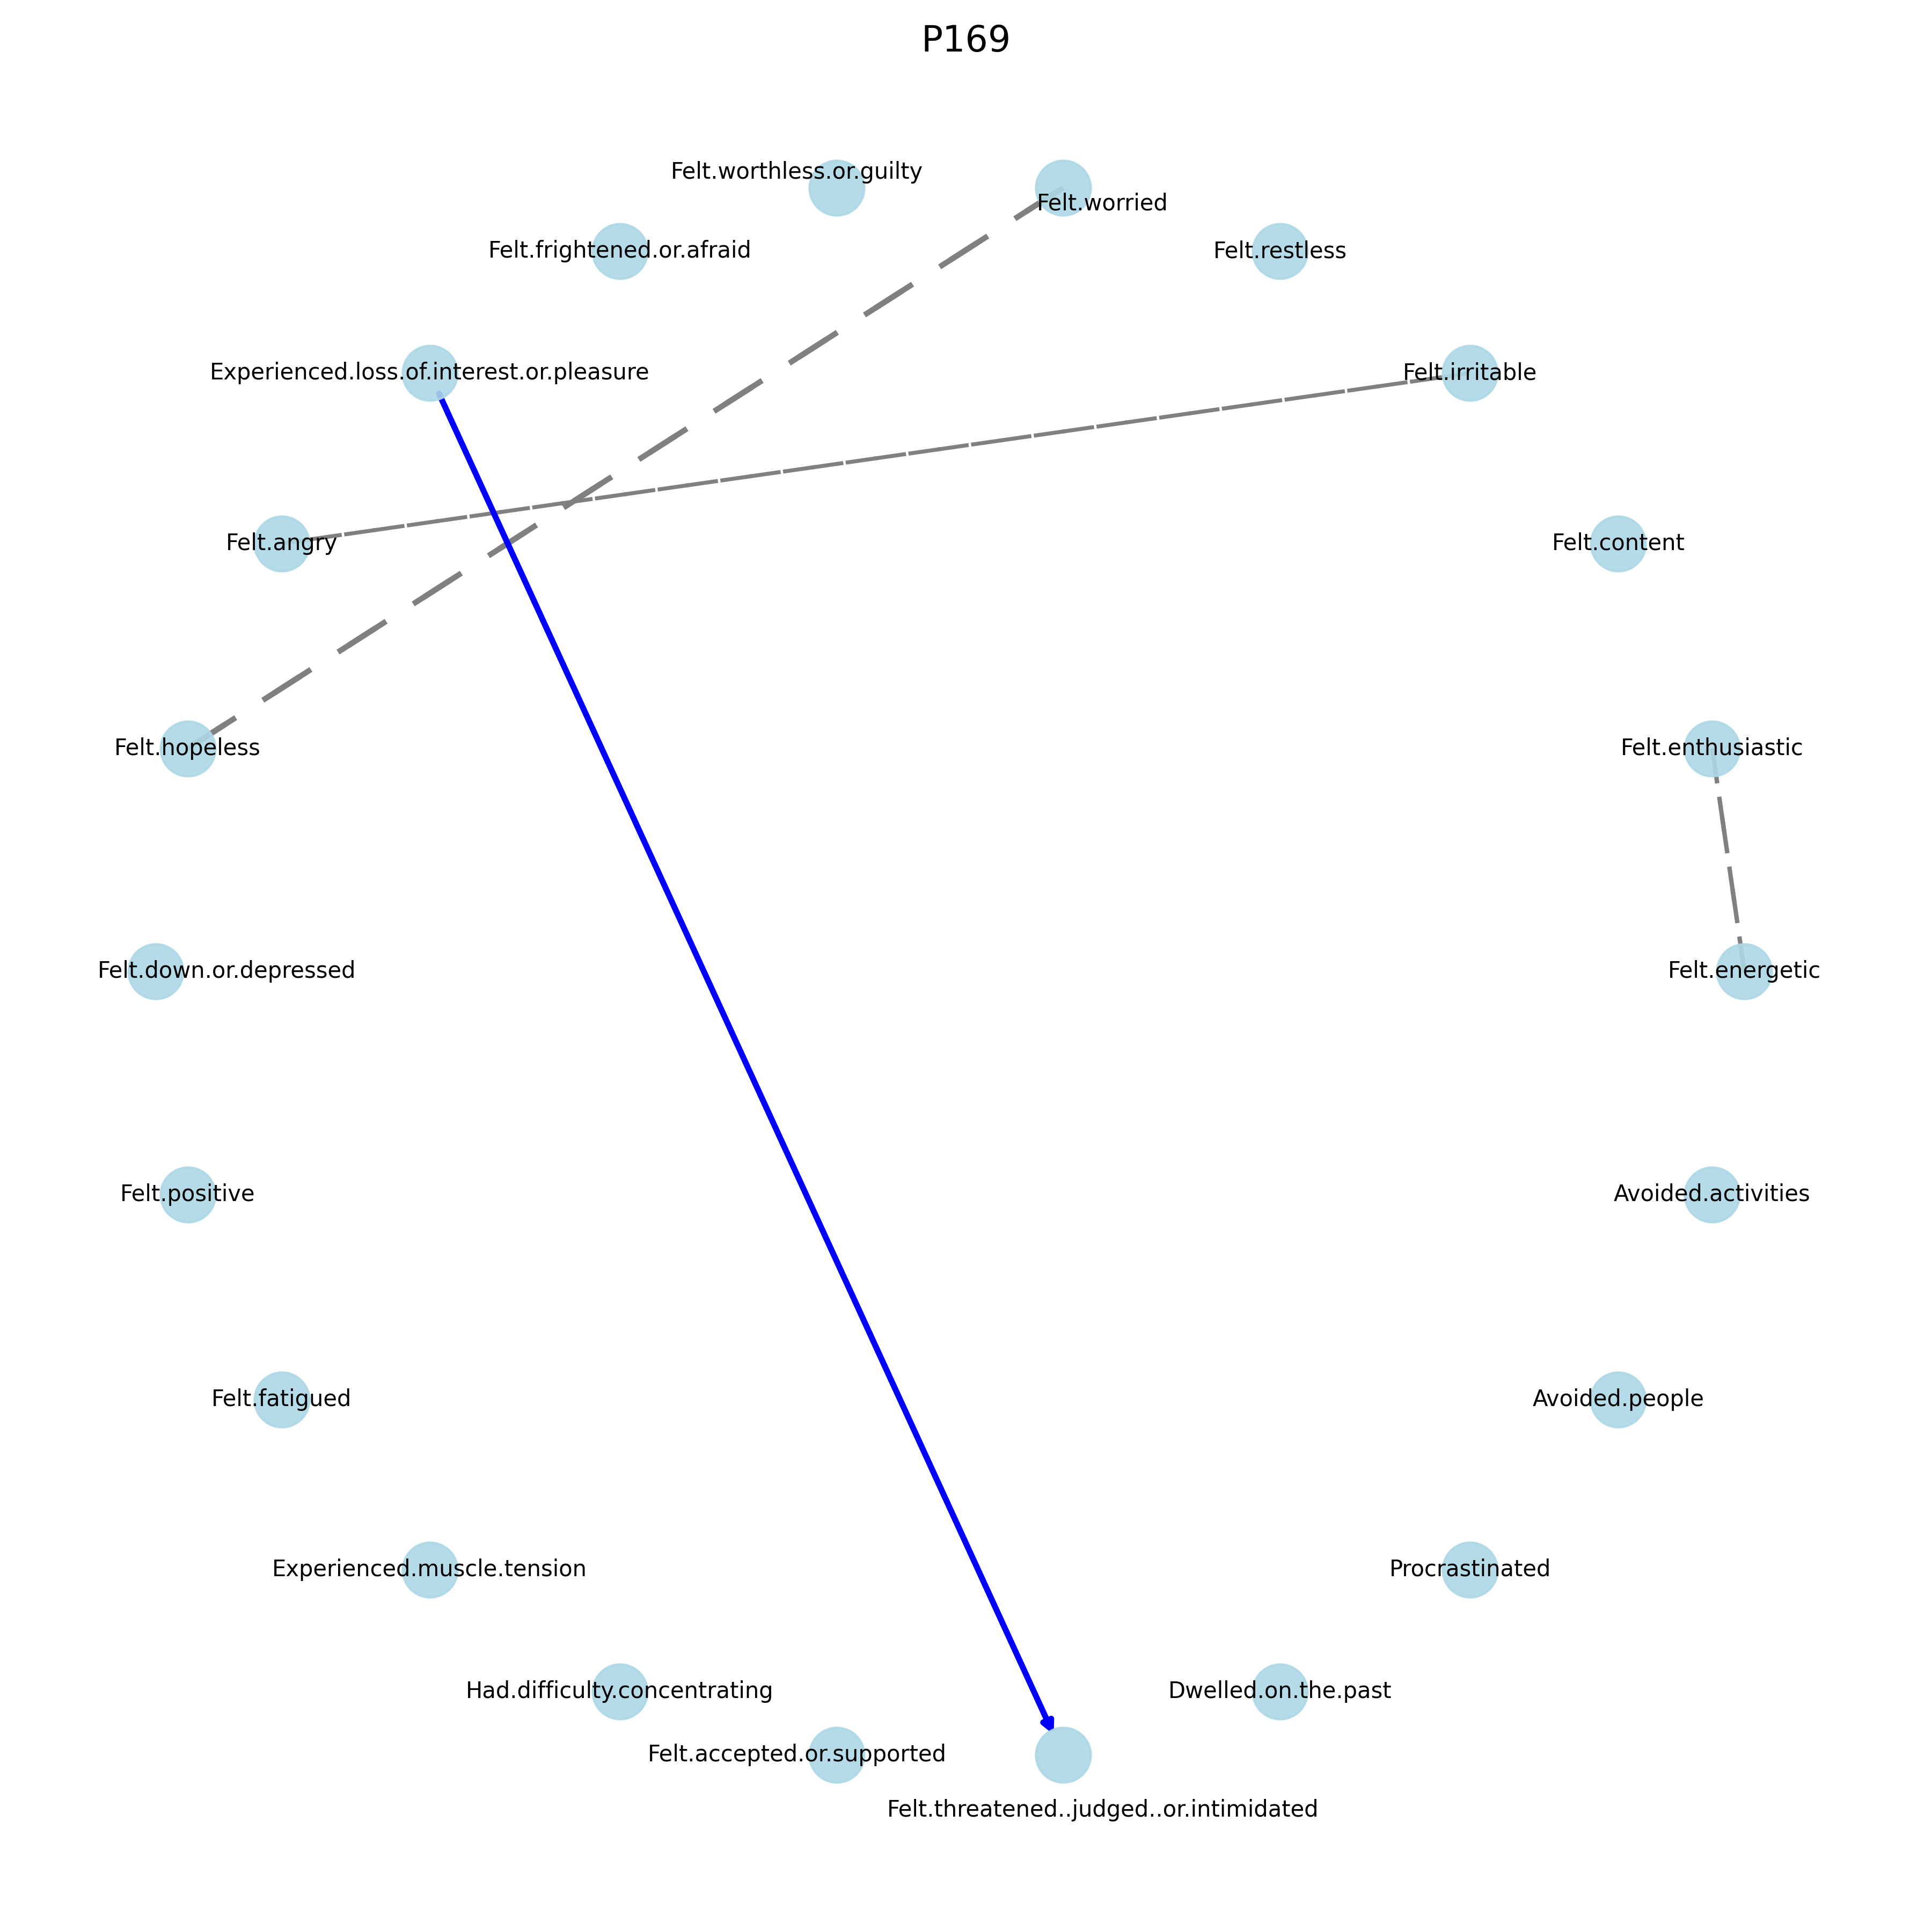 P169
Felt.worthless.or.guilty
Felt.worried
Felt.frightened.or.afraid
Felt.restless
Experienced.loss.of.interest.or.pleasure
Felt.irritable
Felt.angry
Felt.content
Felt.hopeless
Felt.enthusiastic
Felt.down.or.depressed
Felt.energetic
Felt.positive
Avoided.activities
Felt.fatigued
Avoided.people
Experienced.muscle.tension
Procrastinated
Had.difficulty.concentrating
Dwelled.on.the.past
Felt.accepted.or.supported
Felt.threatened..judged..or.intimidated